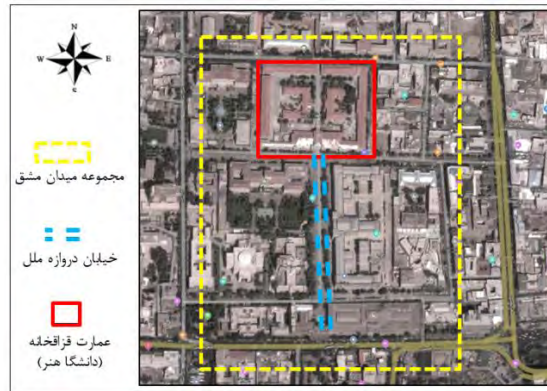 N
W
E
S
مجموعه میدان مشق
خیابان دروازه ملل
عمارت قزاقخانه
(دانشگا هنر)